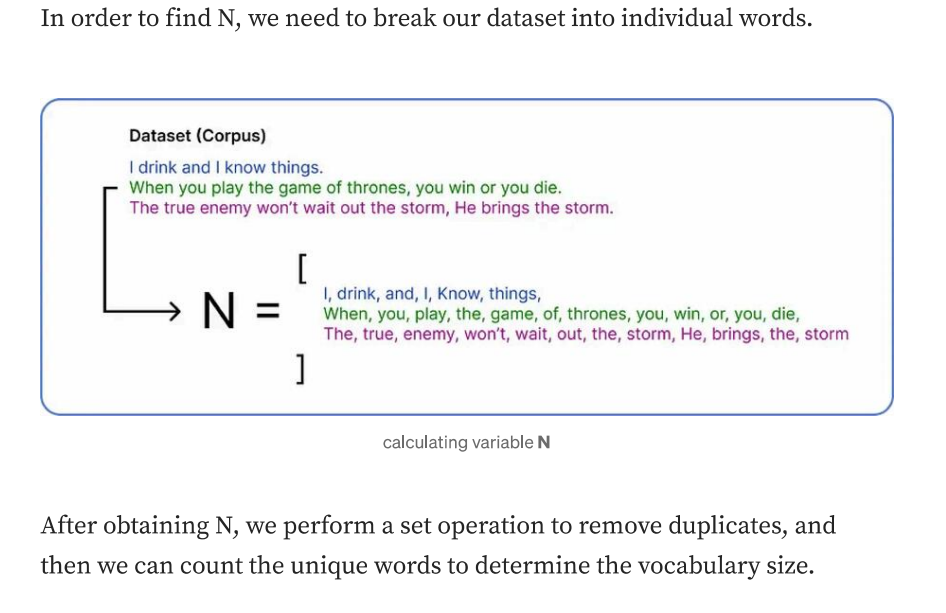 In order to find N, we need to break our dataset into individual words.
Dataset (Corpus)
I drink and I know things.
When you play the game of thrones, you win or you die.
The true enemy won't wait out the storm, He brings the storm.
N = [
I, drink, and, I, Know, things,
When, you, play, the, game, of, thrones, you, win, or, you, die,
The, true, enemy, won't, wait, out, the, storm, He, brings, the, storm
]
calculating variable N
After obtaining N, we perform a set operation to remove duplicates, and
then we can count the unique words to determine the vocabulary size.